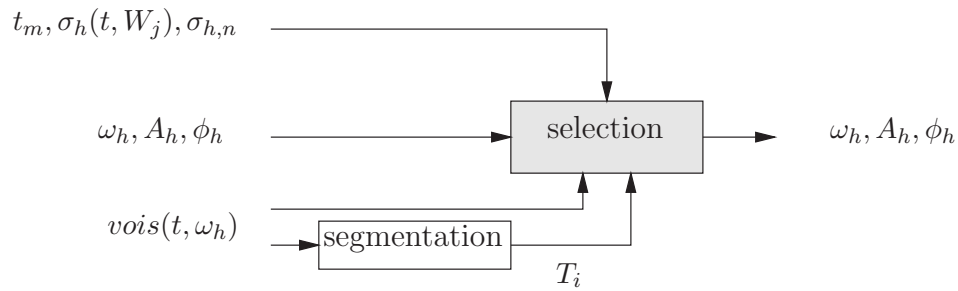 t_m, σ_h(t, W_j), σ_{h,n}
ω_h, A_h, ϕ_h
selection
ω_h, A_h, ϕ_h
vois(t, ω_h)
segmentation
T_i